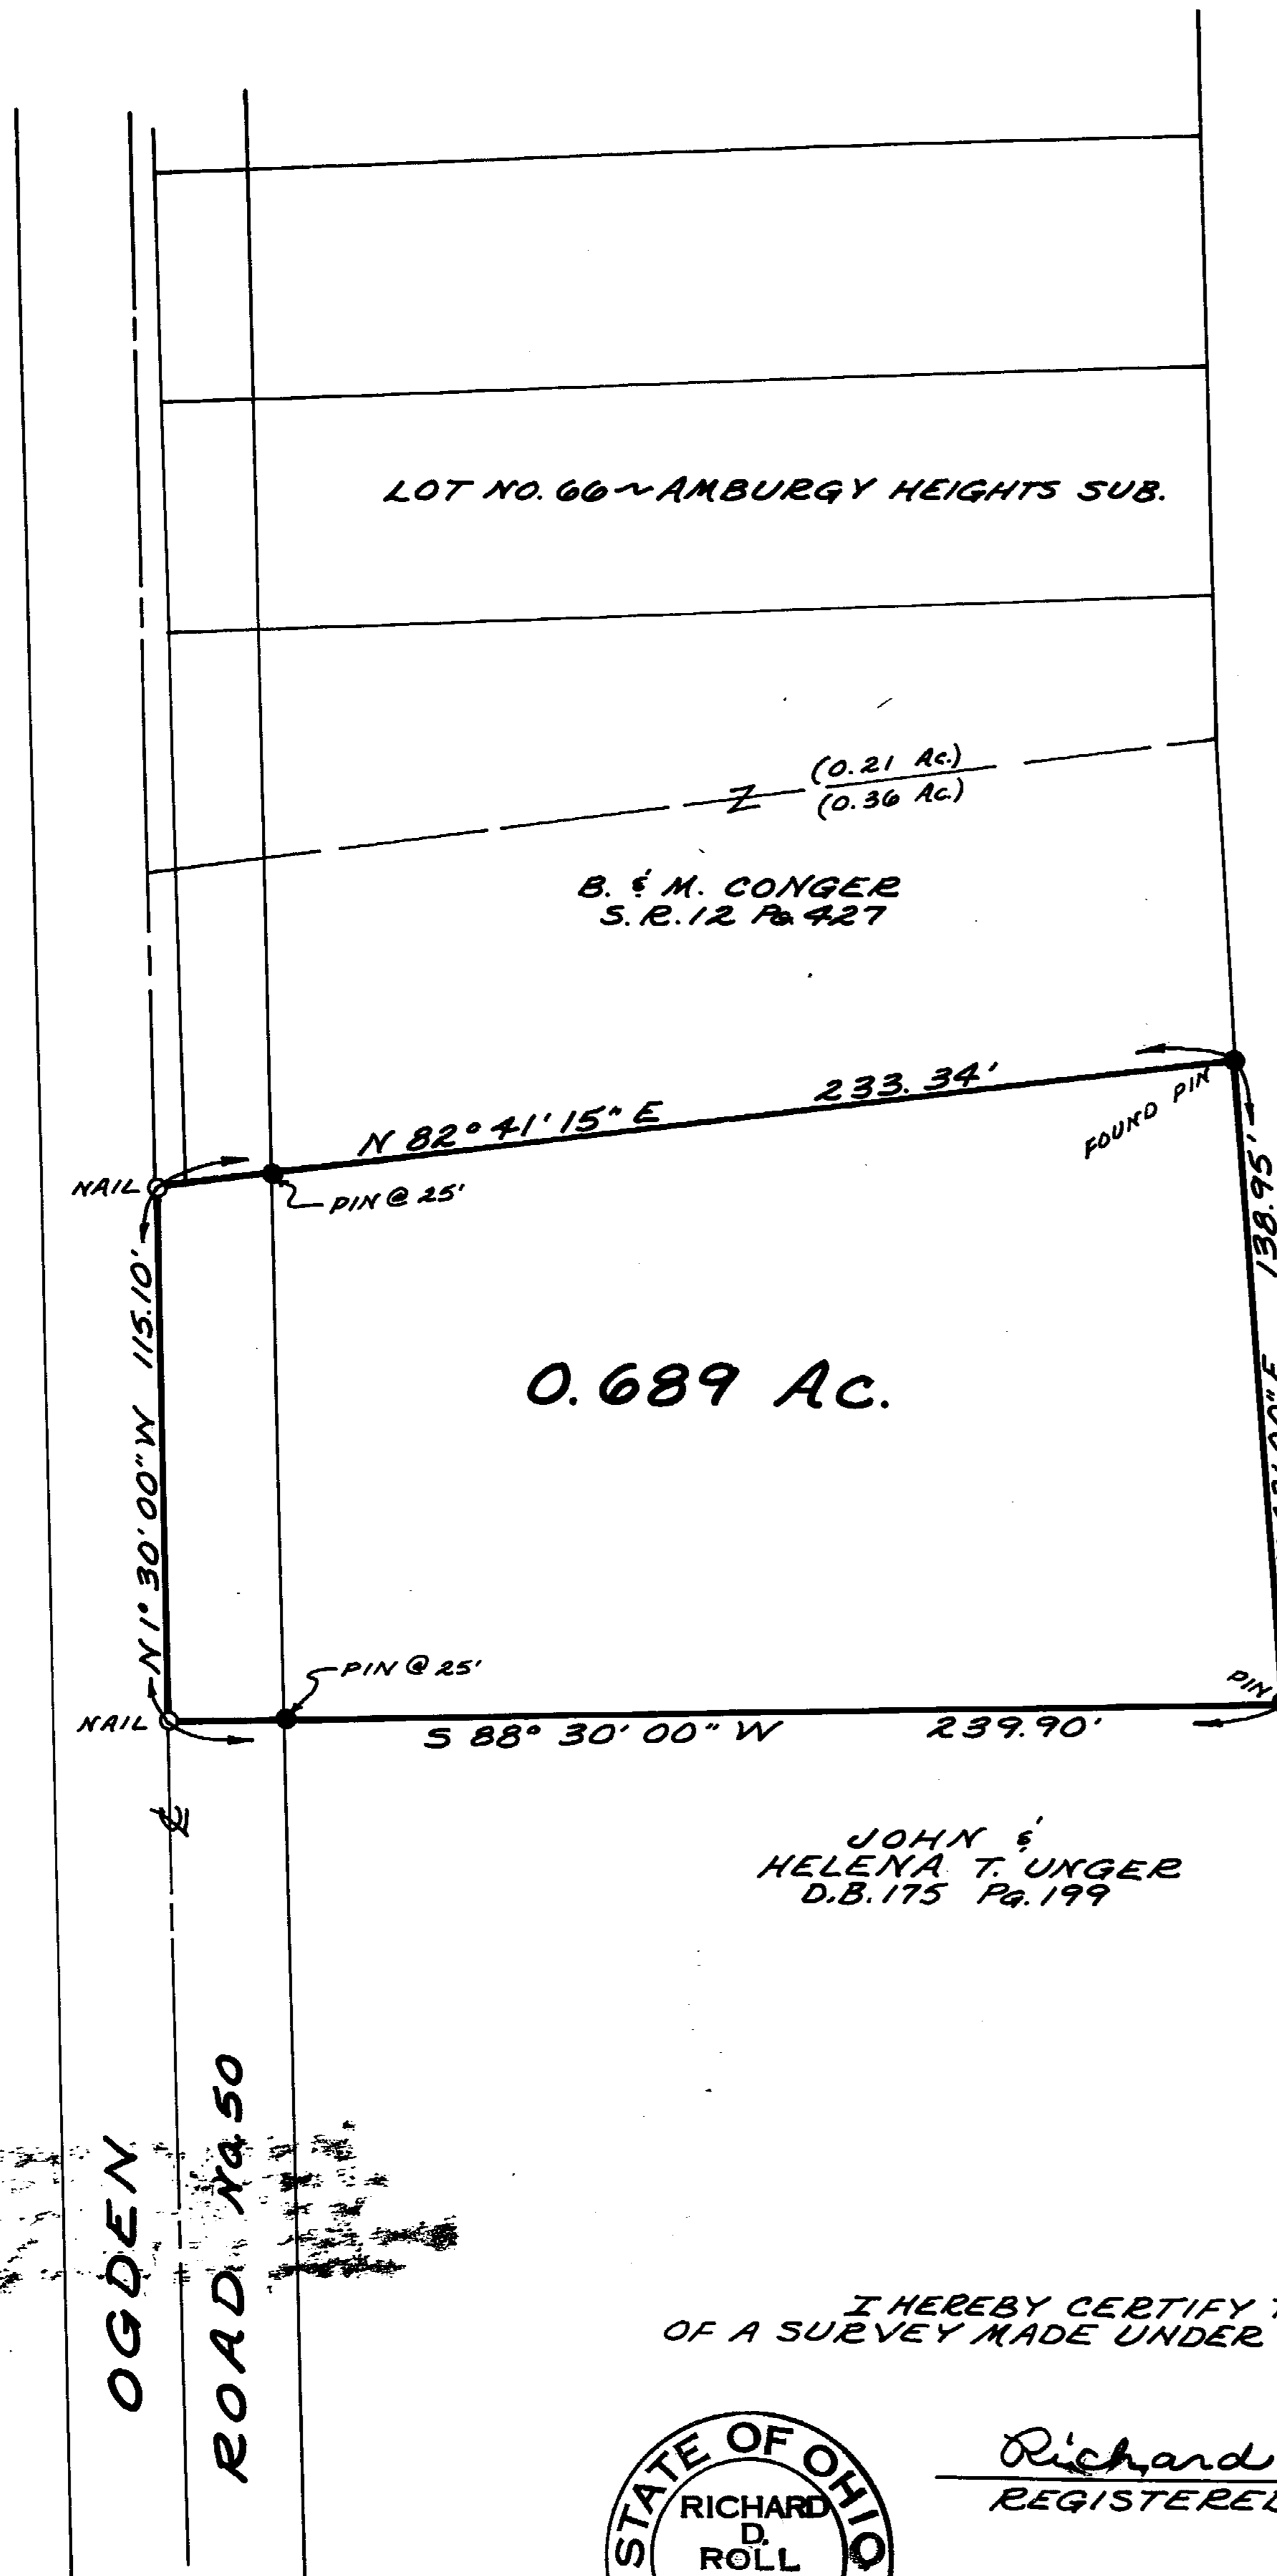 LOT NO. 66 ~ AMBURGY HEIGHTS SUB.
(0.21 Ac.)
Z
(0.36 Ac.)
B. & M. CONGER
S.R. 12 PG. 427
N 82° 41' 15" E 233.34'
FOUND PIN
NAIL
PIN @ 25'
138.95'
N 1° 30' 00" W 115.10'
0.689 Ac.
PIN @ 25'
PIN
NAIL
S 88° 30' 00" W 239.90'
℄
JOHN &
HELENA T. UNGER
D.B. 175 PG. 199
OGDEN
ROAD No. 50
I HEREBY CERTIFY
OF A SURVEY MADE UNDER
STATE OF OHIO
RICHARD
D.
ROLL
Richard
REGISTERED